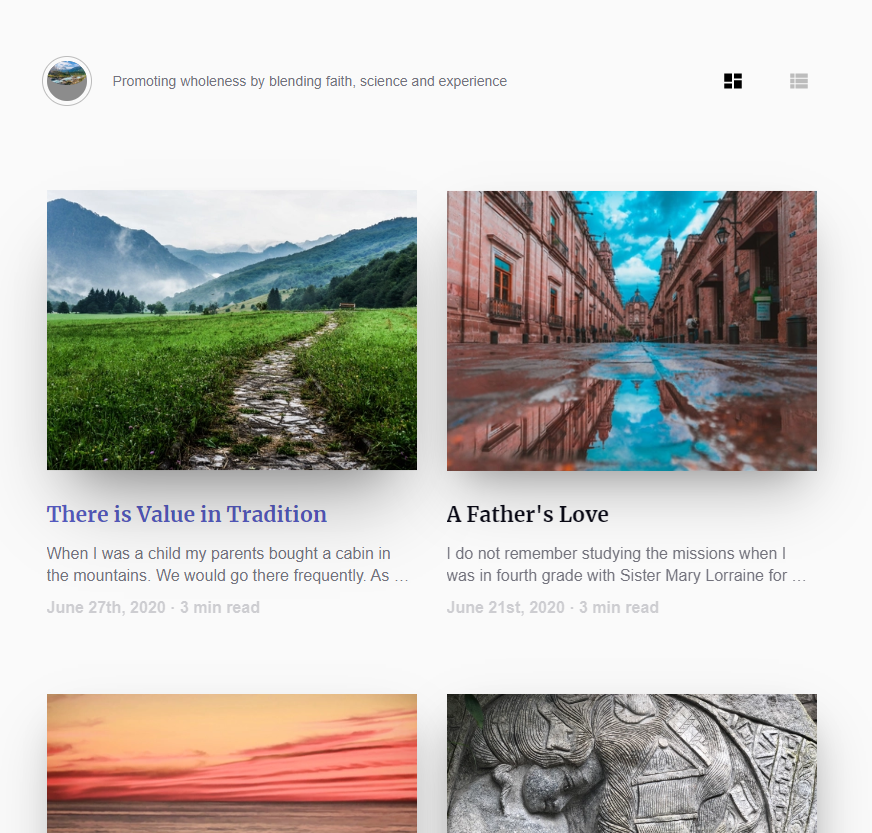 Promoting wholeness by blending faith, science and experience
There is Value in Tradition
When I was a child my parents bought a cabin in
the mountains. We would go there frequently. As …
June 27th, 2020 · 3 min read
A Father's Love
I do not remember studying the missions when I
was in fourth grade with Sister Mary Lorraine for …
June 21st, 2020 · 3 min read